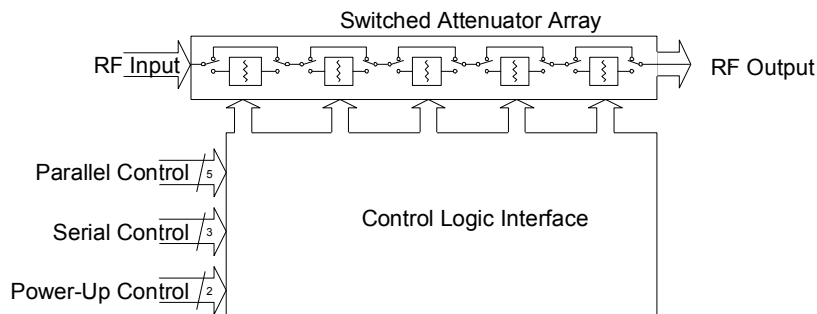 Switched Attenuator Array
RF Input
RF Output
Parallel Control
5
Serial Control
3
Control Logic Interface
Power-Up Control
2